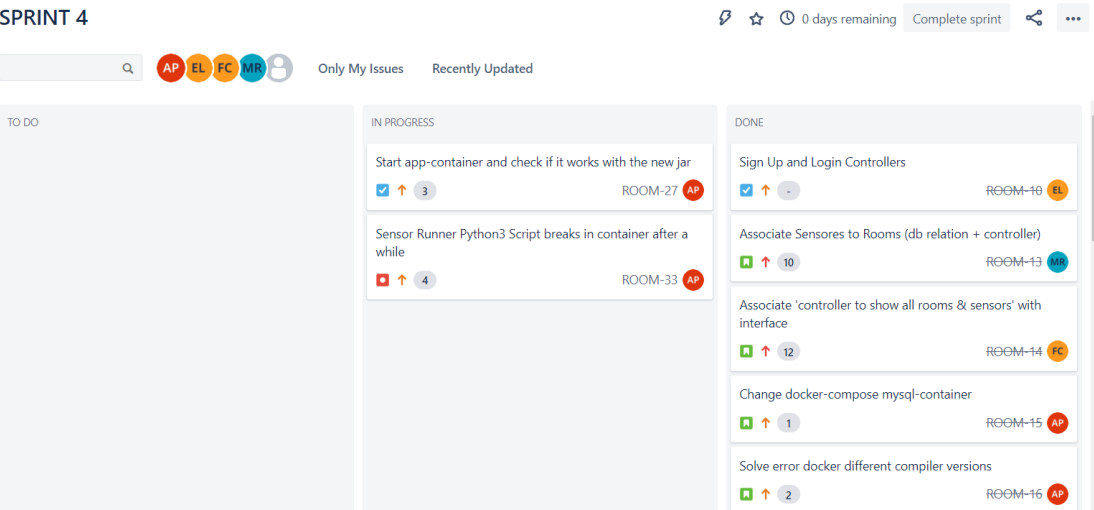 SPRINT 4
0 days remaining
Complete sprint
AP EL FC MR
Only My Issues
Recently Updated
TO DO
IN PROGRESS
Start app-container and check if it works with the new jar
3
ROOM-27 AP
Sensor Runner Python3 Script breaks in container after a
while
4
ROOM-33 AP
DONE
Sign Up and Login Controllers
-
ROOM-10 EL
Associate Sensores to Rooms (db relation + controller)
10
ROOM-13 MR
Associate 'controller to show all rooms & sensors' with
interface
12
ROOM-14 FC
Change docker-compose mysql-container
1
ROOM-15 AP
Solve error docker different compiler versions
2
ROOM-16 AP